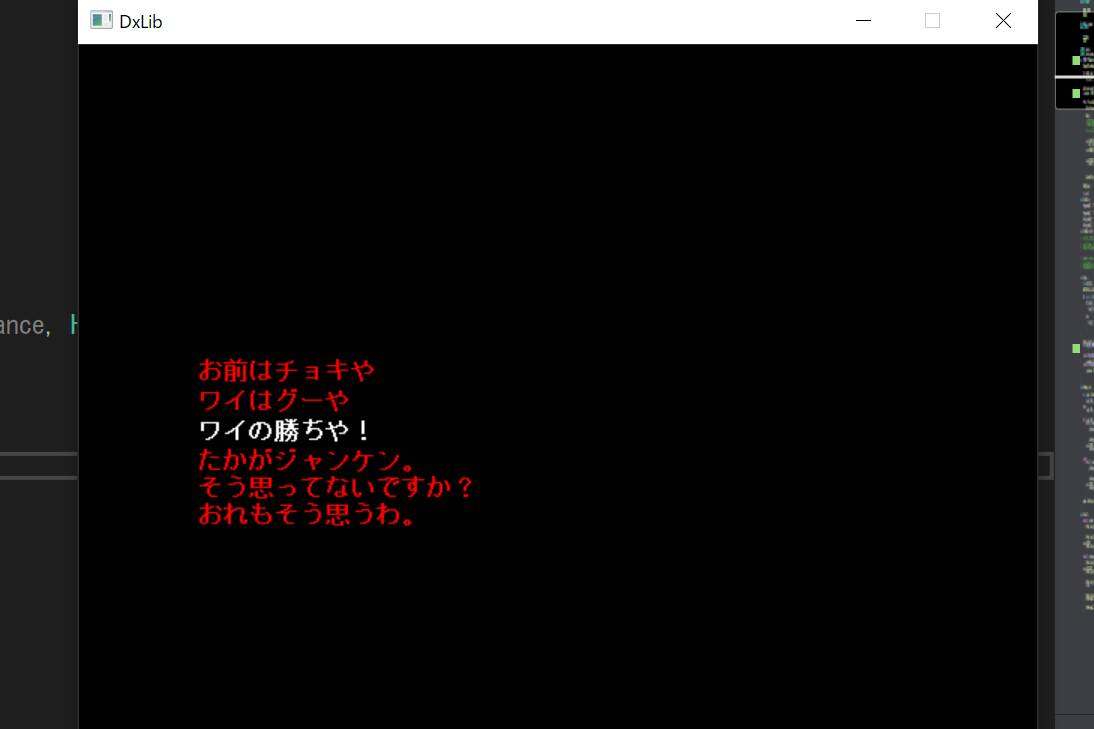 DxLib
ance, H
お前はチョキや
ワイはグーや
ワイの勝ちや！
たかがジャンケン。
そう思ってないですか？
おれもそう思うわ。